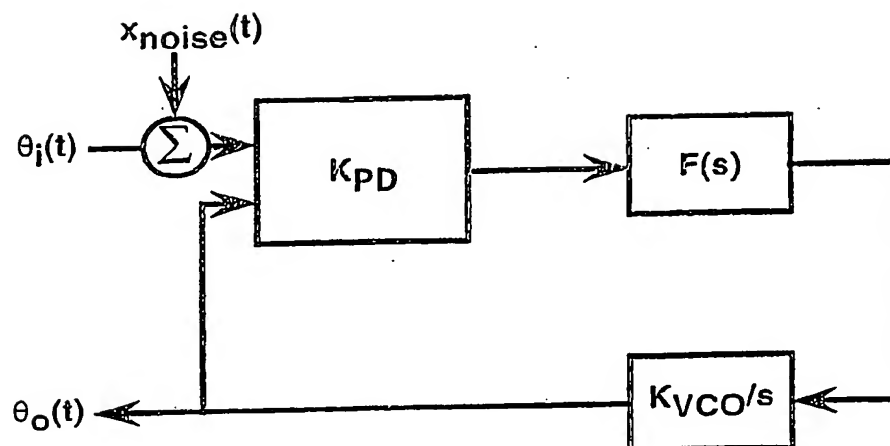 xnoise(t)
θi(t)
Σ
KPD
F(s)
θo(t)
KVCO/s